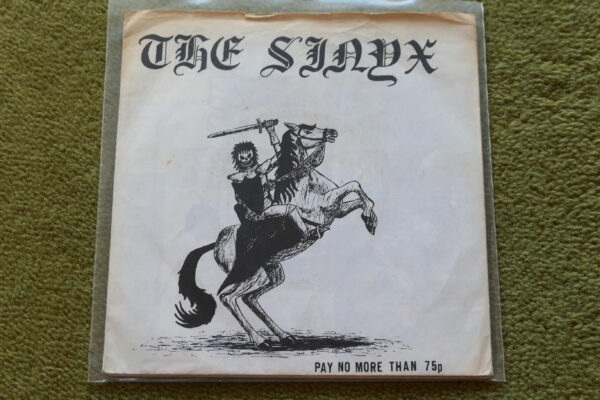 THE SINYX
PAY NO MORE THAN 75p